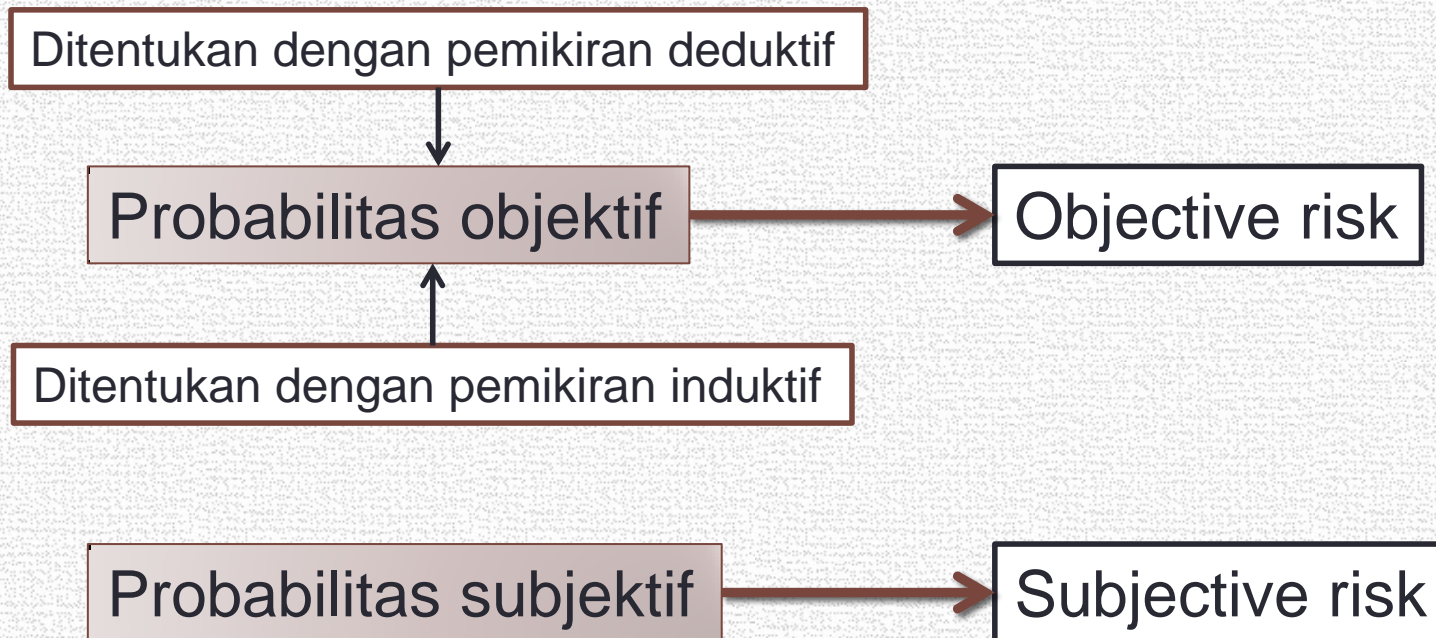 Ditentukan dengan pemikiran deduktif
Probabilitas objektif
Objective risk
Ditentukan dengan pemikiran induktif
Probabilitas subjektif
Subjective risk